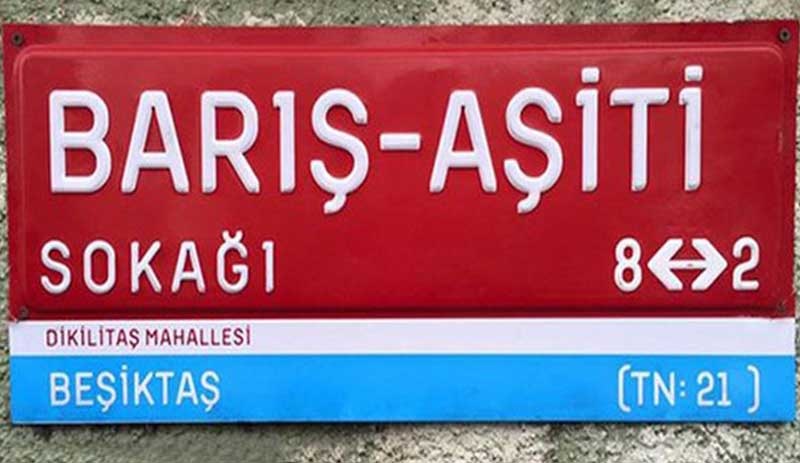 BARIŞ-AŞİTİ
SOKAĞI 8↔2
DİKİLİTAŞ MAHALLESİ
BEŞİKTAŞ (TN: 21 )